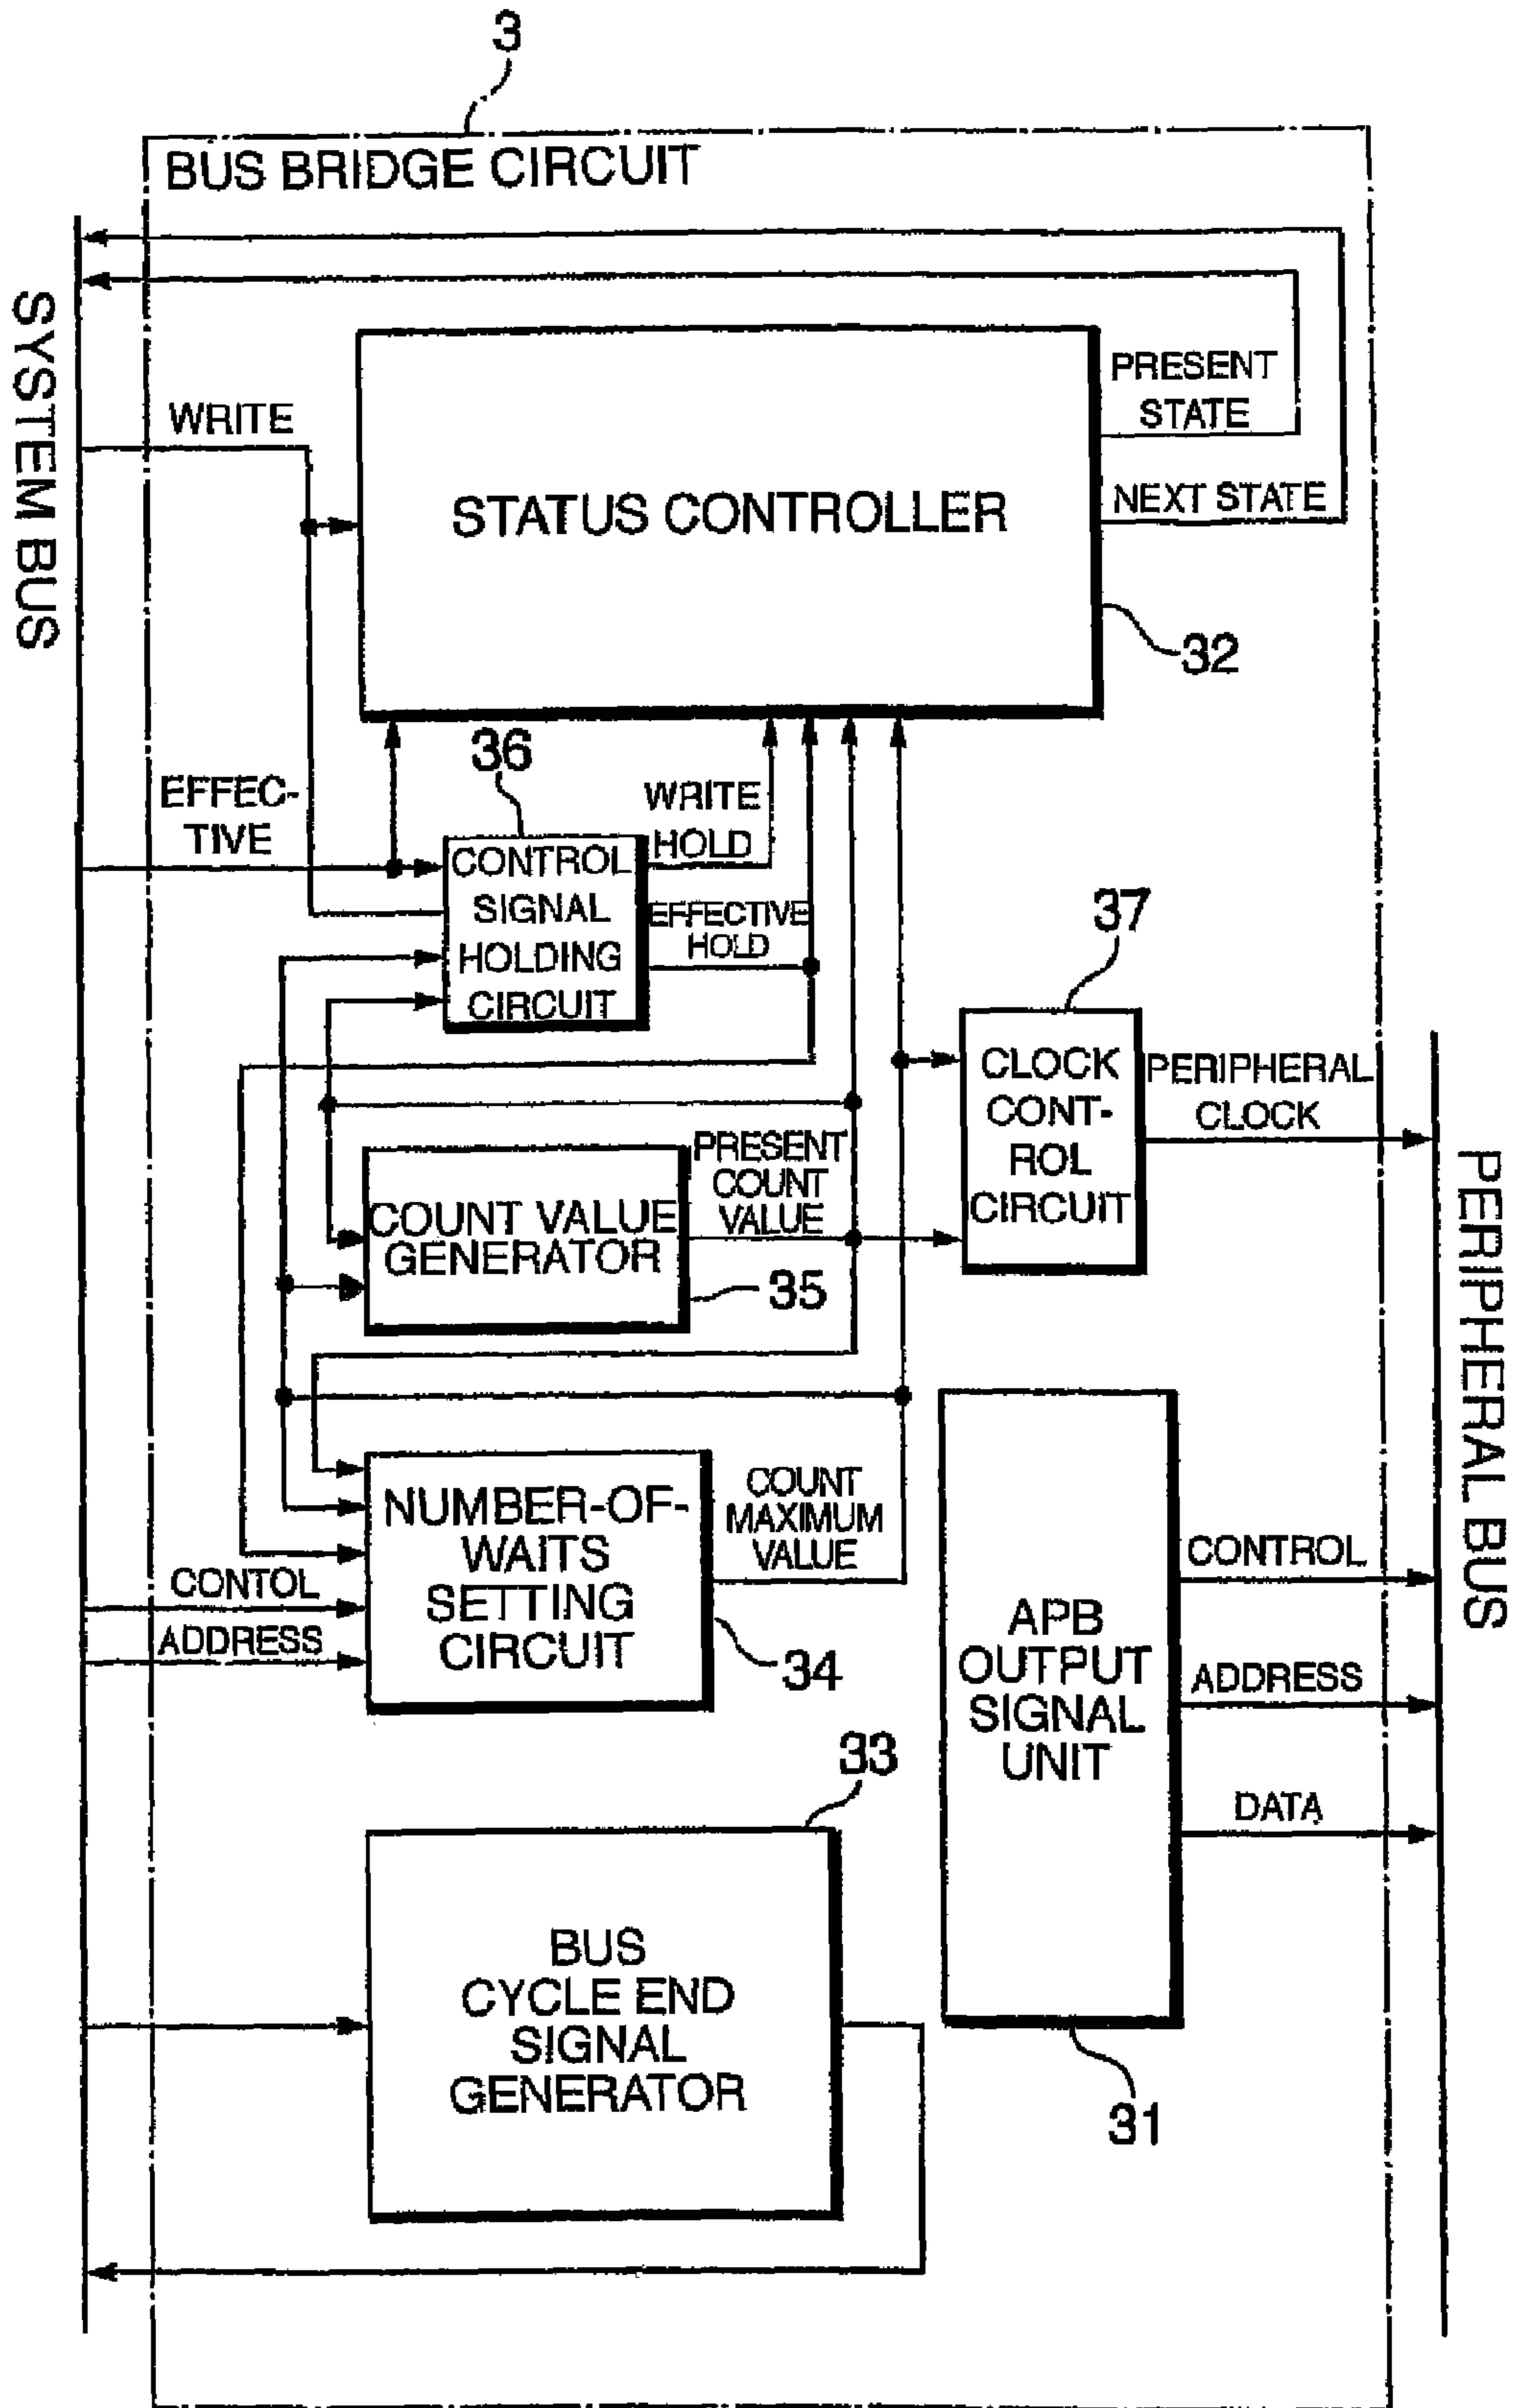 3
BUS BRIDGE CIRCUIT
SYSTEM BUS
WRITE
PRESENT
STATE
STATUS CONTROLLER
NEXT STATE
32
36
EFFEC-
TIVE
WRITE
HOLD
CONTROL
SIGNAL
HOLDING
CIRCUIT
EFFECTIVE
HOLD
37
CLOCK
CONT-
ROL
CIRCUIT
PERIPHERAL
CLOCK
PERIPHERAL BUS
PRESENT
COUNT
VALUE
COUNT VALUE
GENERATOR
35
NUMBER-OF-
WAITS
SETTING
CIRCUIT
COUNT
MAXIMUM
VALUE
CONTOL
ADDRESS
34
APB
OUTPUT
SIGNAL
UNIT
CONTROL
ADDRESS
DATA
33
BUS
CYCLE END
SIGNAL
GENERATOR
31